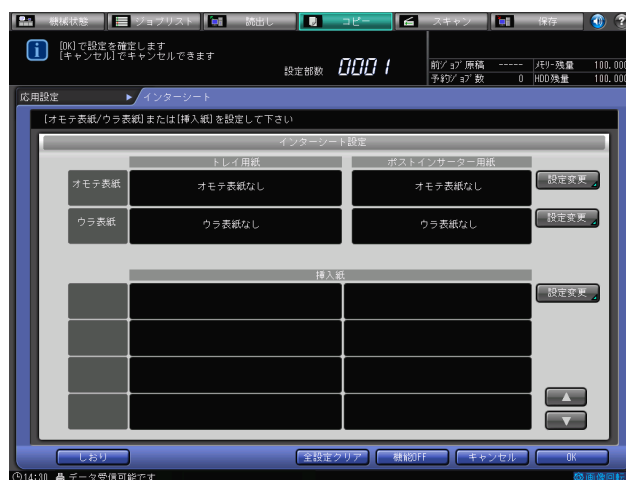 機械状態 ジョブリスト 読出し コピー スキャン 保存
[OK]で設定を確定します
[キャンセル]でキャンセルできます
設定部数 0001
前ジョブ原稿 ----- メモリー残量 100.000
予約ジョブ数 0 HDD残量 100.000
応用設定 インターシート
[オモテ表紙/ウラ表紙]または[挿入紙]を設定して下さい
インターシート設定
トレイ用紙 ポストインサーター用紙
オモテ表紙 オモテ表紙なし オモテ表紙なし 設定変更
ウラ表紙 ウラ表紙なし ウラ表紙なし 設定変更
挿入紙
設定変更
しおり 全設定クリア 機能OFF キャンセル OK
14:30 データ受信可能です 画像回転